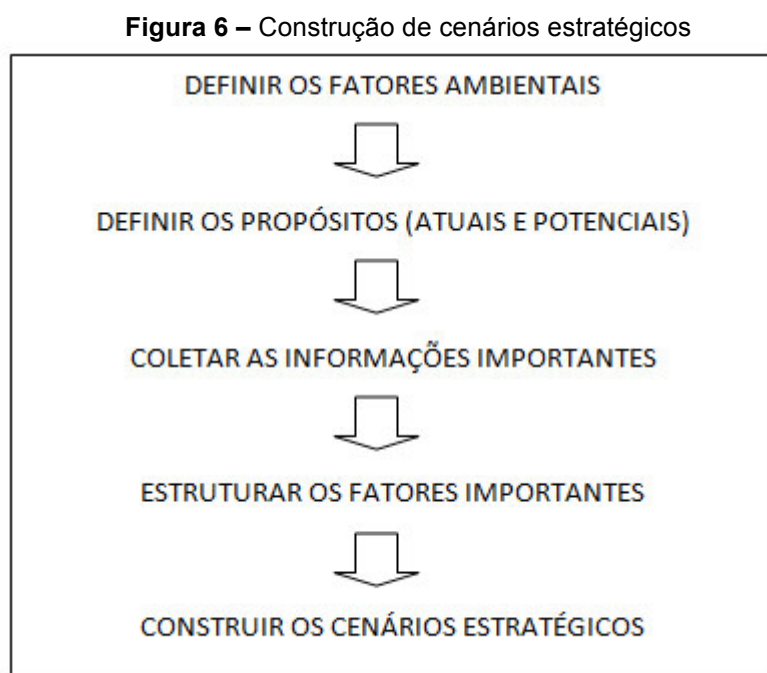 Figura 6 – Construção de cenários estratégicos
DEFINIR OS FATORES AMBIENTAIS
DEFINIR OS PROPÓSITOS (ATUAIS E POTENCIAIS)
COLETAR AS INFORMAÇÕES IMPORTANTES
ESTRUTURAR OS FATORES IMPORTANTES
CONSTRUIR OS CENÁRIOS ESTRATÉGICOS